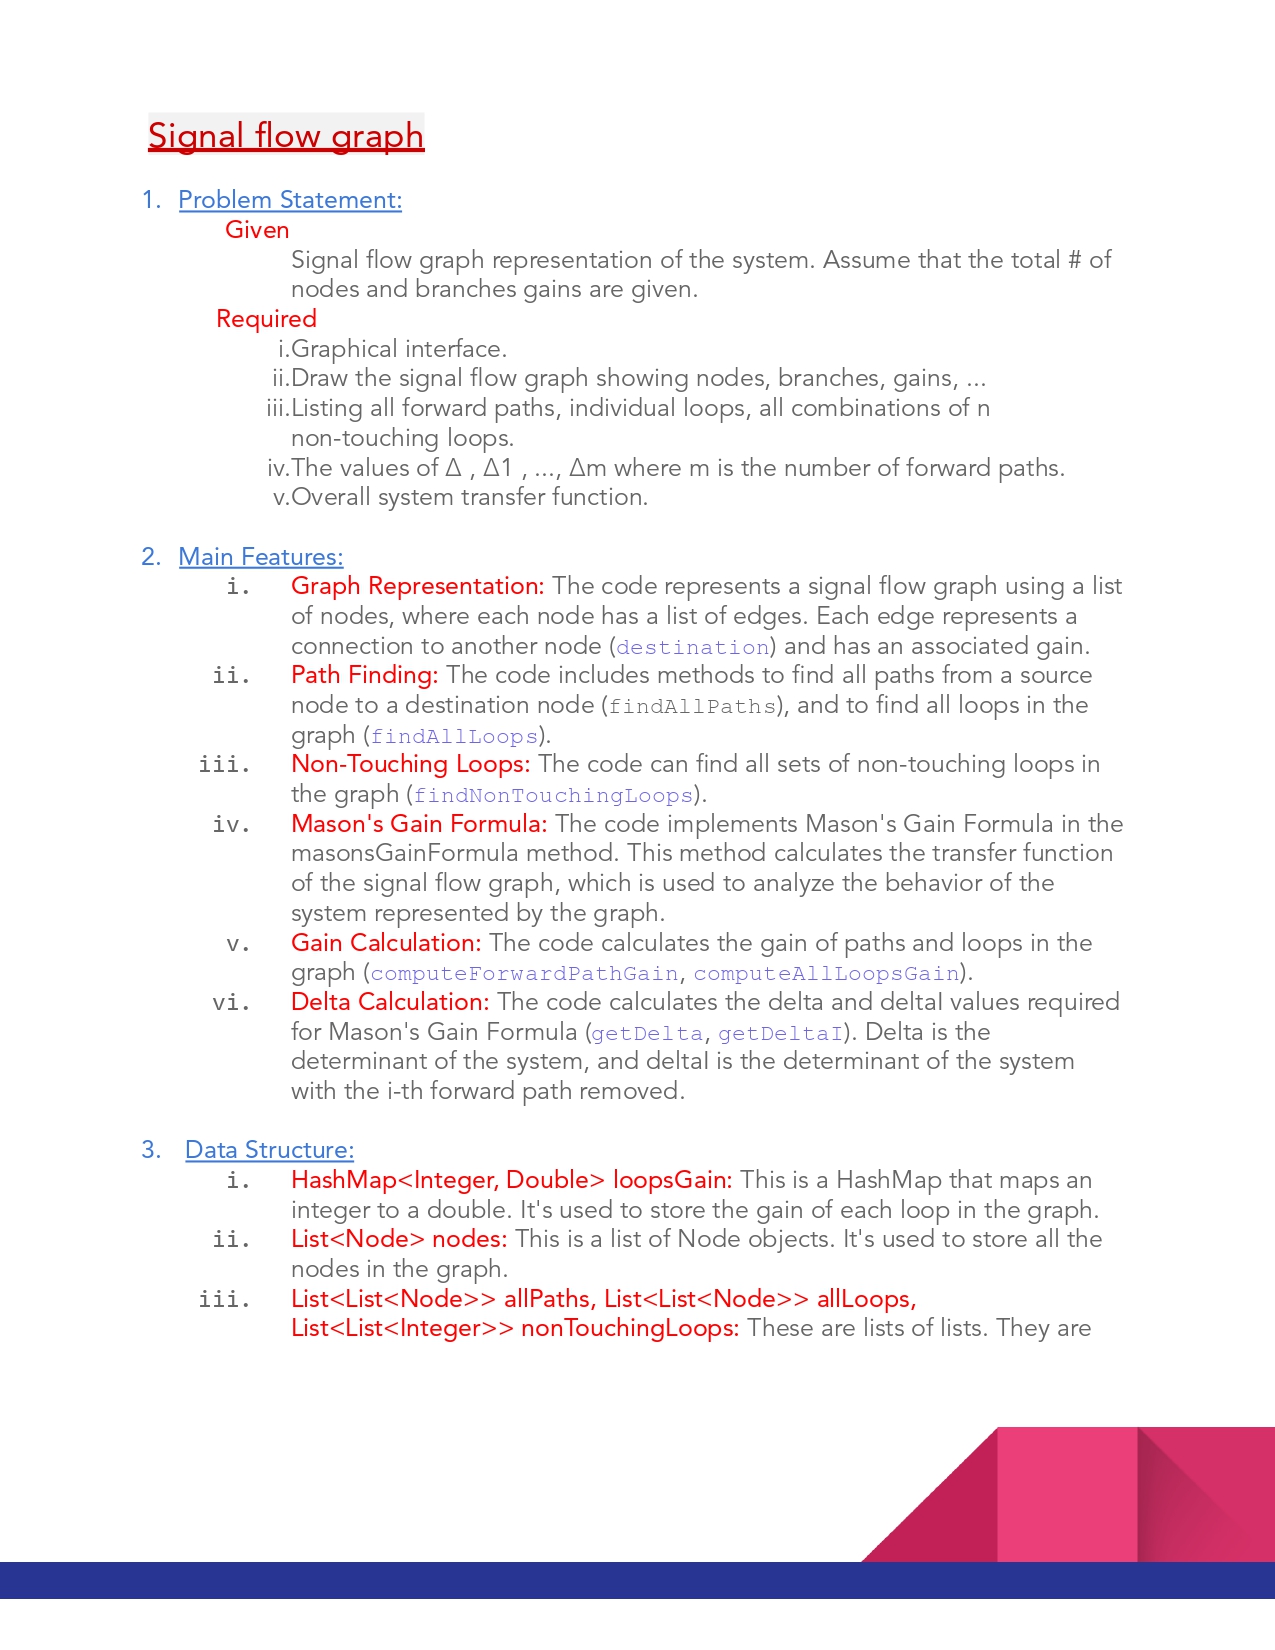 Signal flow graph
1. Problem Statement:
Given
Signal flow graph representation of the system. Assume that the total # of
nodes and branches gains are given.
Required
i.Graphical interface.
ii.Draw the signal flow graph showing nodes, branches, gains, ...
iii.Listing all forward paths, individual loops, all combinations of n
non-touching loops.
iv.The values of Δ , Δ1 , ..., Δm where m is the number of forward paths.
v.Overall system transfer function.
2. Main Features:
i. Graph Representation: The code represents a signal flow graph using a list
of nodes, where each node has a list of edges. Each edge represents a
connection to another node (destination) and has an associated gain.
ii. Path Finding: The code includes methods to find all paths from a source
node to a destination node (findAllPaths), and to find all loops in the
graph (findAllLoops).
iii. Non-Touching Loops: The code can find all sets of non-touching loops in
the graph (findNonTouchingLoops).
iv. Mason's Gain Formula: The code implements Mason's Gain Formula in the
masonsGainFormula method. This method calculates the transfer function
of the signal flow graph, which is used to analyze the behavior of the
system represented by the graph.
v. Gain Calculation: The code calculates the gain of paths and loops in the
graph (computeForwardPathGain, computeAllLoopsGain).
vi. Delta Calculation: The code calculates the delta and deltaI values required
for Mason's Gain Formula (getDelta, getDeltaI). Delta is the
determinant of the system, and deltaI is the determinant of the system
with the i-th forward path removed.
3. Data Structure:
i. HashMap<Integer, Double> loopsGain: This is a HashMap that maps an
integer to a double. It's used to store the gain of each loop in the graph.
ii. List<Node> nodes: This is a list of Node objects. It's used to store all the
nodes in the graph.
iii. List<List<Node>> allPaths, List<List<Node>> allLoops,
List<List<Integer>> nonTouchingLoops: These are lists of lists. They are